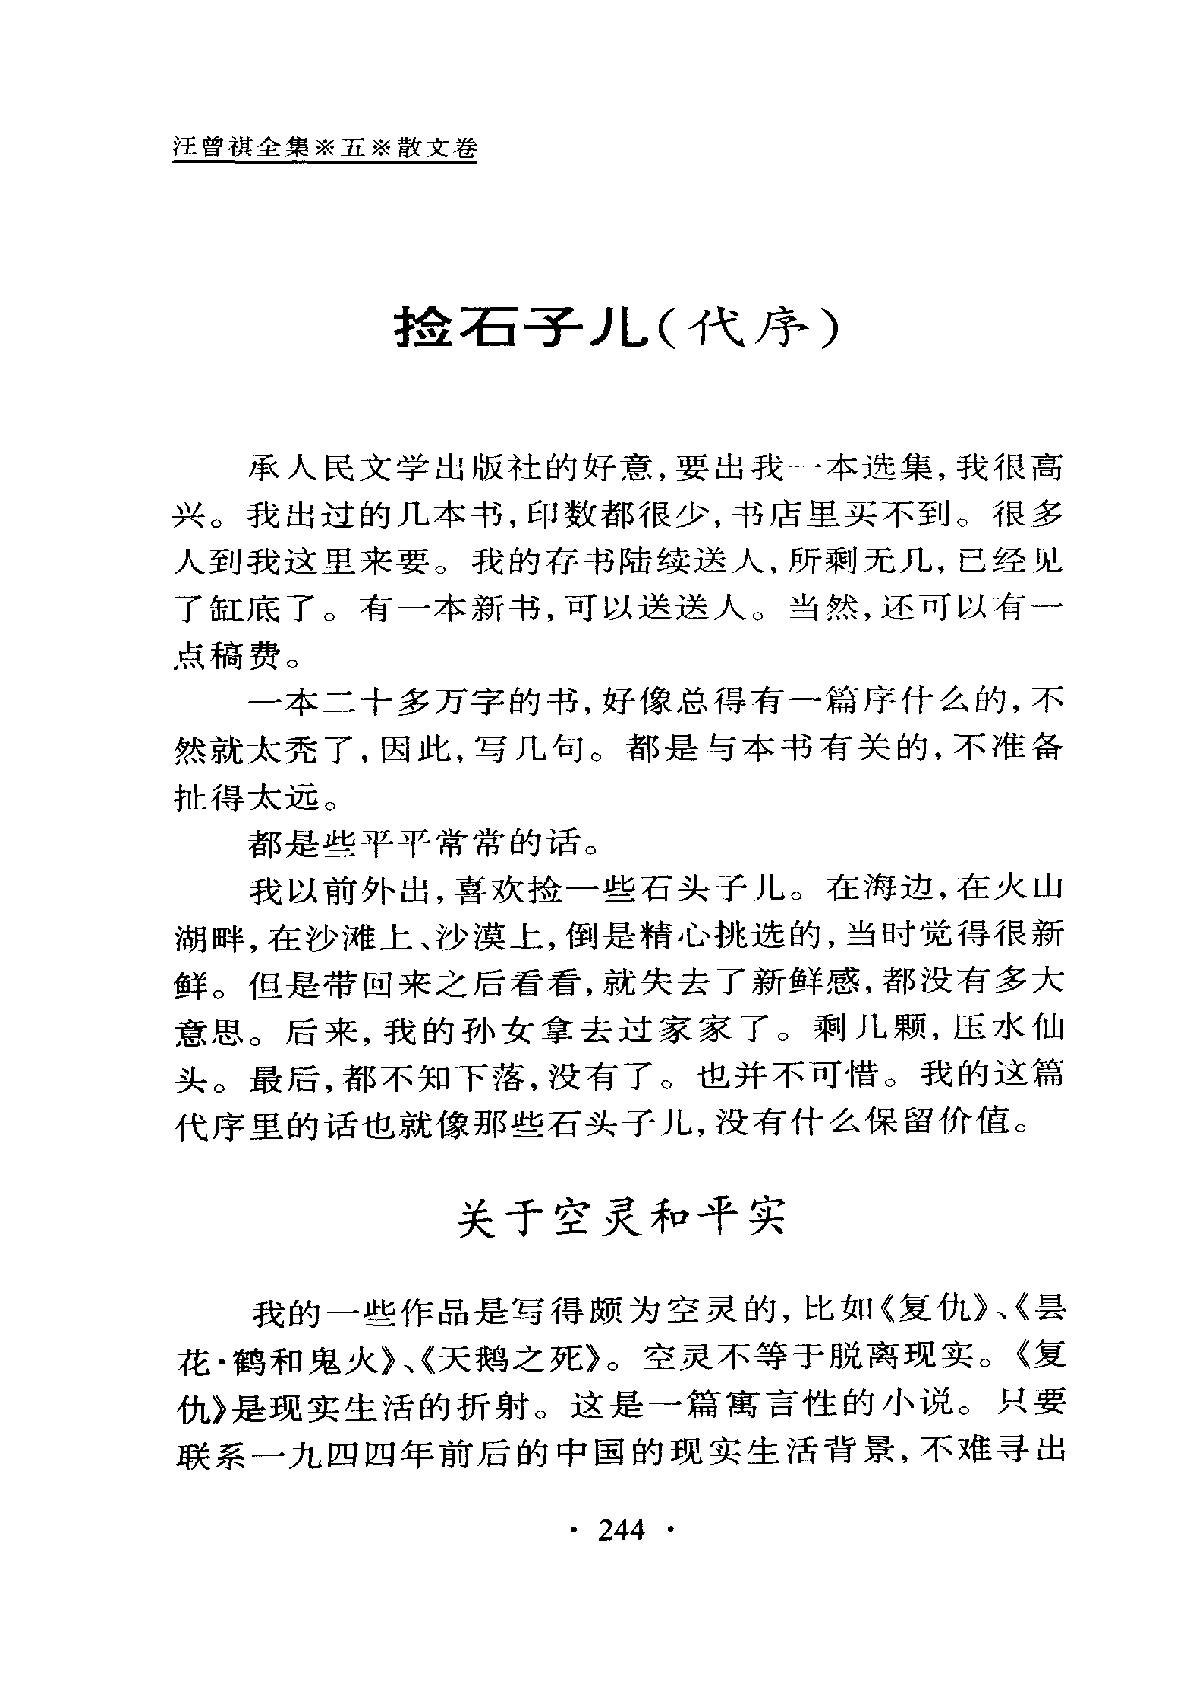 汪曾祺全集※五※散文卷
捡石子儿(代序)
承人民文学出版社的好意,要出我一本选集,我很高
兴。我出过的几本书,印数都很少,书店里买不到。很多
人到我这里来要。我的存书陆续送人,所剩无几,已经见
了缸底了。有一本新书,可以送送人。当然,还可以有一
点稿费。
一本二十多万字的书,好像总得有一篇序什么的,不
然就太秃了,因此,写几句。都是与本书有关的,不准备
扯得太远。
都是些平平常常的话。
我以前外出,喜欢捡一些石头子儿。在海边,在火山
湖畔,在沙滩上、沙漠上,倒是精心挑选的,当时觉得很新
鲜。但是带回来之后看看,就失去了新鲜感,都没有多大
意思。后来,我的孙女拿去过家家了。剩几颗,压水仙
头。最后,都不知下落,没有了。也并不可惜。我的这篇
代序里的话也就像那些石头子儿,没有什么保留价值。
关于空灵和平实
我的一些作品是写得颇为空灵的,比如《复仇》、《昙
花·鹤和鬼火》、《天鹅之死》。空灵不等于脱离现实。《复
仇》是现实生活的折射。这是一篇寓言性的小说。只要
联系一九四四年前后的中国的现实生活背景,不难寻出
· 244 ·